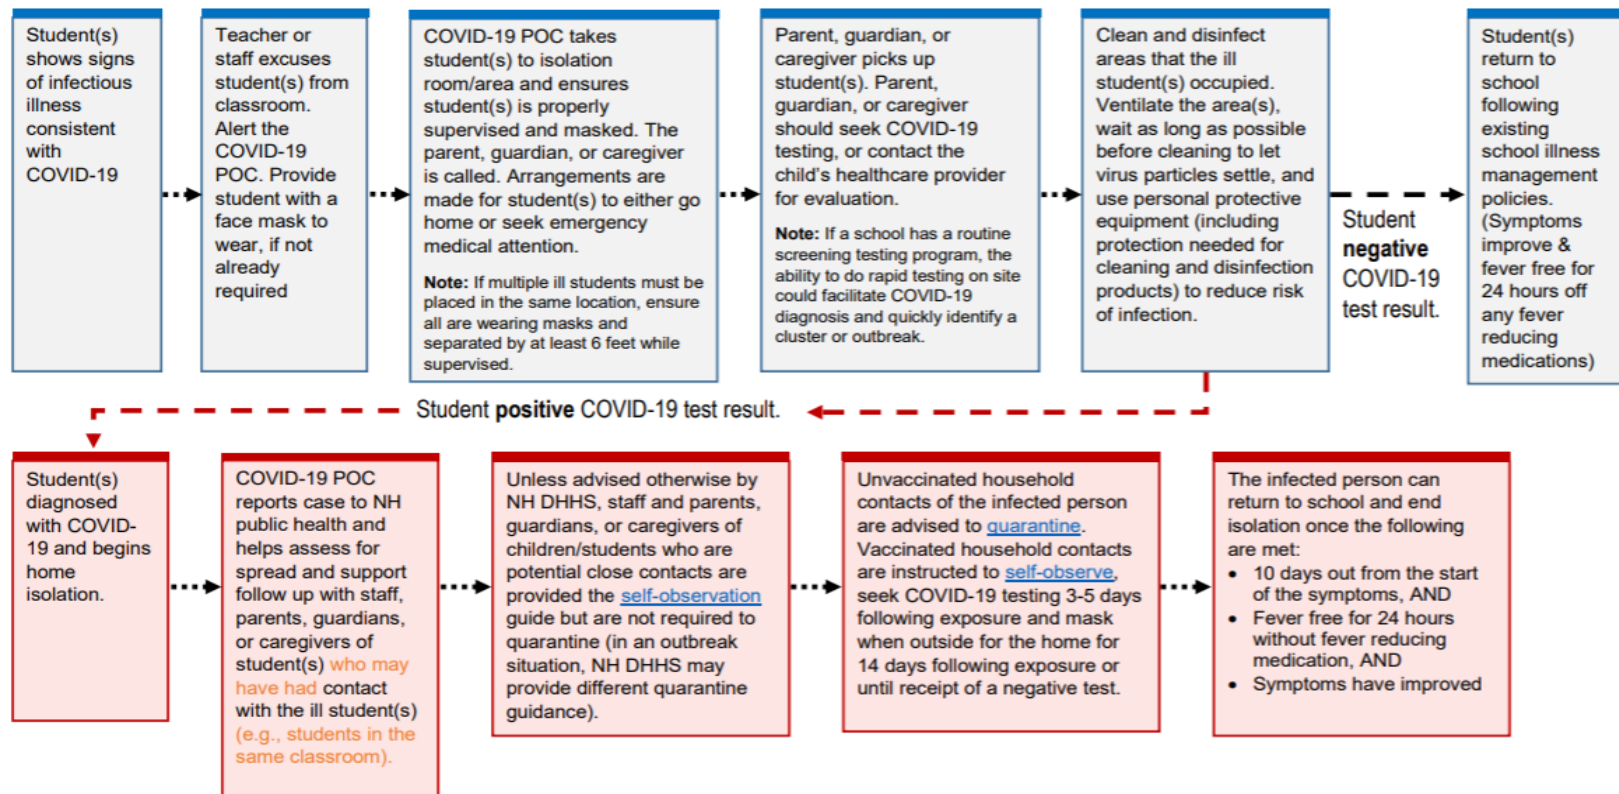 Student(s)
shows signs
of infectious
illness
consistent
with
COVID-19
Teacher or
staff excuses
student(s) from
classroom.
Alert the
COVID-19
POC. Provide
student with a
face mask to
wear, if not
already
required
COVID-19 POC takes
student(s) to isolation
room/area and ensures
student(s) is properly
supervised and masked. The
parent, guardian, or caregiver
is called. Arrangements are
made for student(s) to either go
home or seek emergency
medical attention.
Note: If multiple ill students must be
placed in the same location, ensure
all are wearing masks and
separated by at least 6 feet while
supervised.
Parent, guardian, or
caregiver picks up
student(s). Parent,
guardian, or caregiver
should seek COVID-19
testing, or contact the
child's healthcare provider
for evaluation.
Note: If a school has a routine
screening testing program, the
ability to do rapid testing on site
could facilitate COVID-19
diagnosis and quickly identify a
cluster or outbreak.
Clean and disinfect
areas that the ill
student(s) occupied.
Ventilate the area(s),
wait as long as possible
before cleaning to let
virus particles settle, and
use personal protective
equipment (including
protection needed for
cleaning and disinfection
products) to reduce risk
of infection.
Student
negative
COVID-19
test result.
Student(s)
return to
school
following
existing
school illness
management
policies.
(Symptoms
improve &
fever free for
24 hours off
any fever
reducing
medications)
Student positive COVID-19 test result.
Student(s)
diagnosed
with COVID-
19 and begins
home
isolation.
COVID-19 POC
reports case to NH
public health and
helps assess for
spread and support
follow up with staff,
parents, guardians,
or caregivers of
student(s) who may
have had contact
with the ill student(s)
(e.g., students in the
same classroom).
Unless advised otherwise by
NH DHHS, staff and parents,
guardians, or caregivers of
children/students who are
potential close contacts are
provided the self-observation
guide but are not required to
quarantine (in an outbreak
situation, NH DHHS may
provide different quarantine
guidance).
Unvaccinated household
contacts of the infected person
are advised to quarantine.
Vaccinated household contacts
are instructed to self-observe,
seek COVID-19 testing 3-5 days
following exposure and mask
when outside for the home for
14 days following exposure or
until receipt of a negative test.
The infected person can
return to school and end
isolation once the following
are met:
• 10 days out from the start
of the symptoms, AND
• Fever free for 24 hours
without fever reducing
medication, AND
• Symptoms have improved